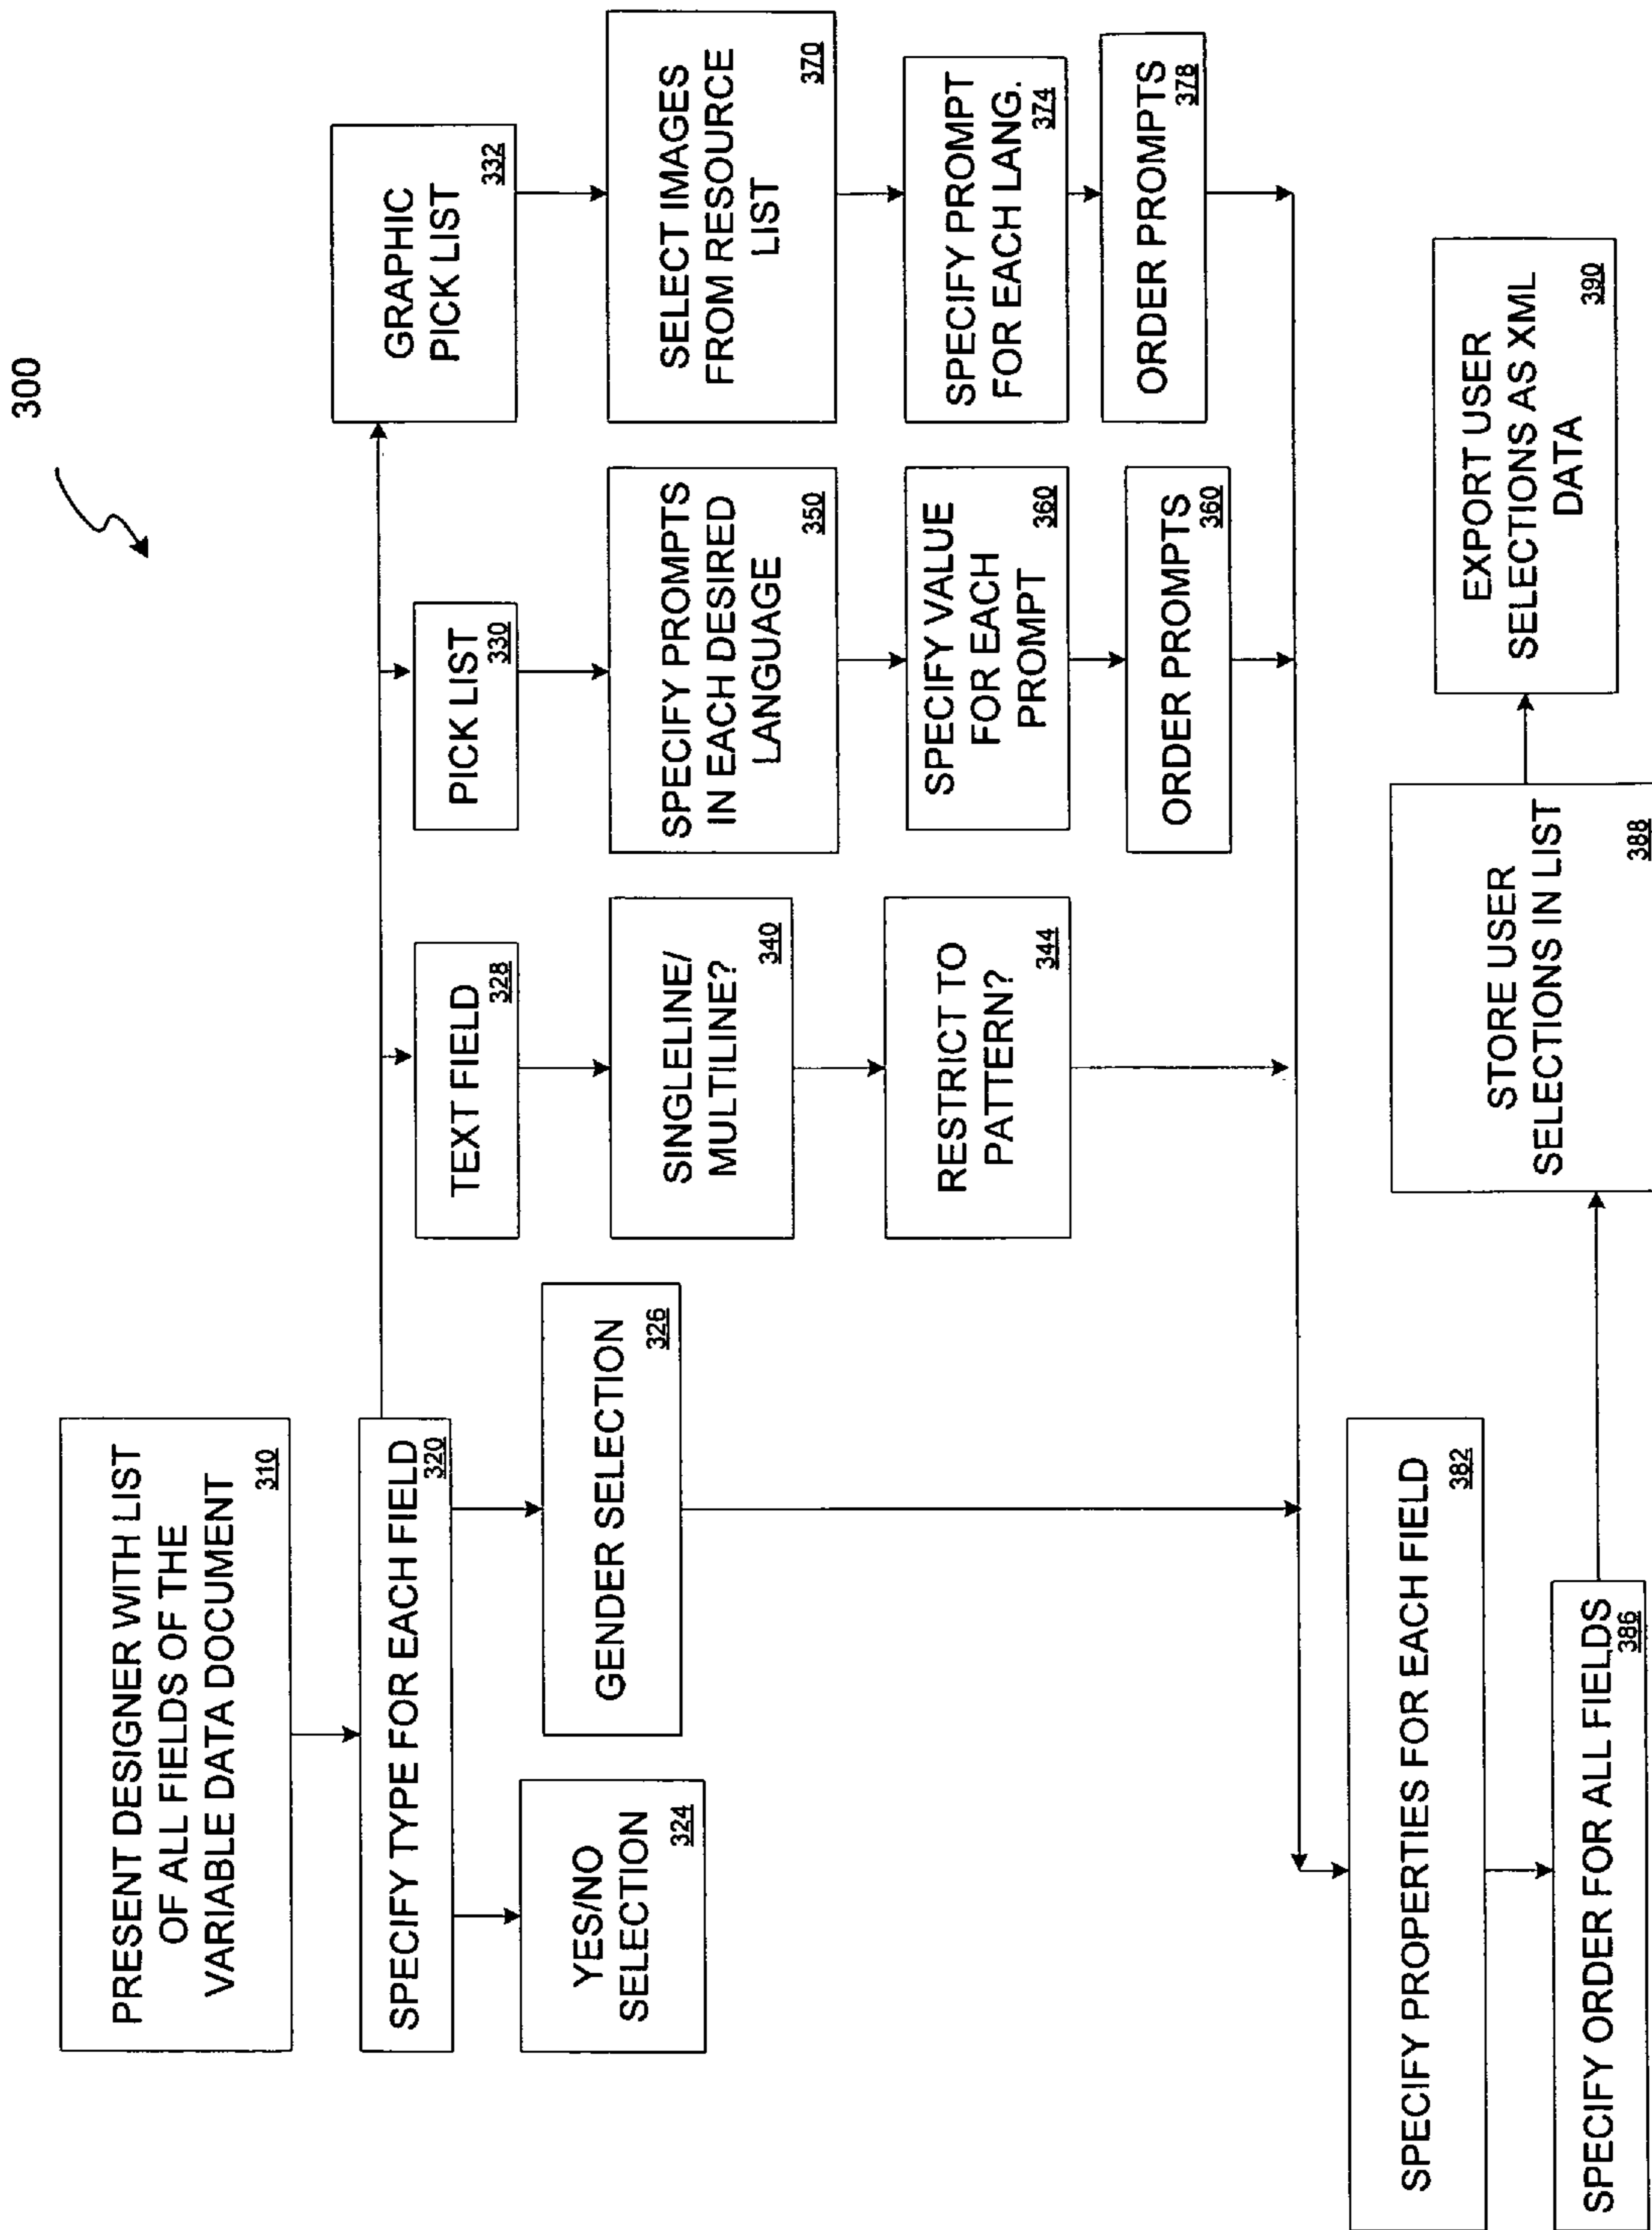 300
PRESENT DESIGNER WITH LIST
OF ALL FIELDS OF THE
VARIABLE DATA DOCUMENT
310
SPECIFY TYPE FOR EACH FIELD
320
YES/NO
SELECTION
324
GENDER SELECTION
326
TEXT FIELD
328
PICK LIST
330
GRAPHIC
PICK LIST
332
SINGLELINE/
MULTILINE?
340
RESTRICT TO
PATTERN?
344
SPECIFY PROMPTS
IN EACH DESIRED
LANGUAGE
350
SPECIFY VALUE
FOR EACH
PROMPT
360
ORDER PROMPTS
360
SELECT IMAGES
FROM RESOURCE
LIST
370
SPECIFY PROMPT
FOR EACH LANG.
374
ORDER PROMPTS
378
SPECIFY PROPERTIES FOR EACH FIELD
382
SPECIFY ORDER FOR ALL FIELDS
386
STORE USER
SELECTIONS IN LIST
388
EXPORT USER
SELECTIONS AS XML
DATA
390